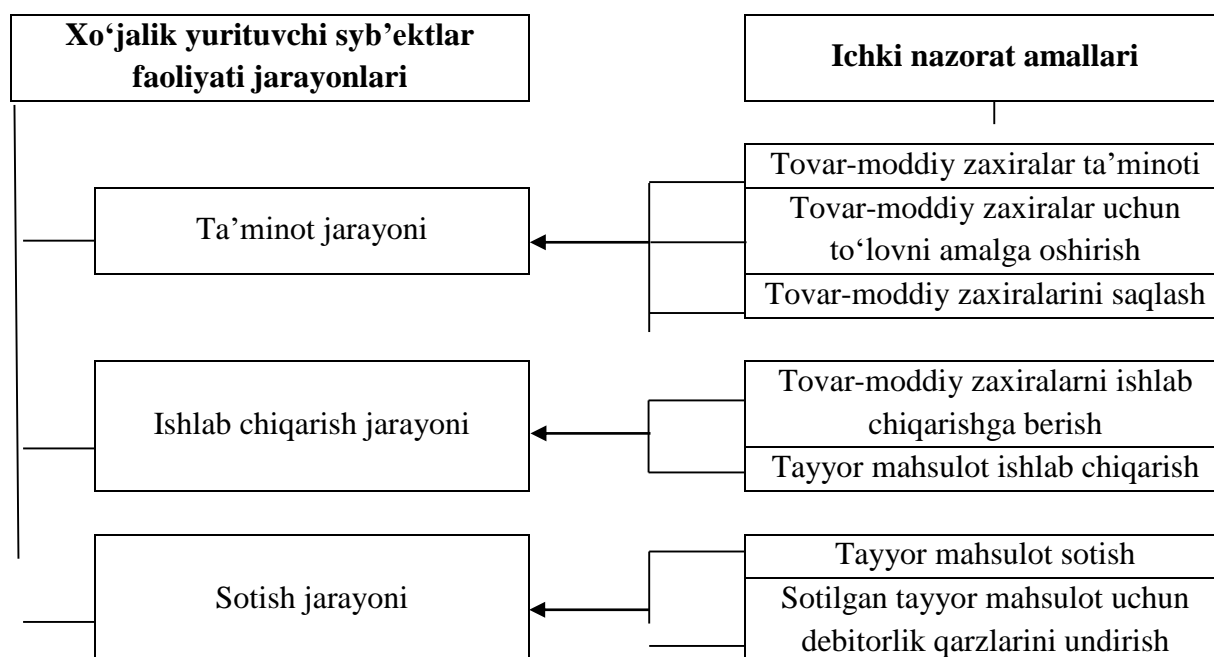 Xo‘jalik yurituvchi syb’ektlar
faoliyati jarayonlari
Ichki nazorat amallari
Ta’minot jarayoni
Tovar-moddiy zaxiralar ta’minoti
Tovar-moddiy zaxiralar uchun
to‘lovni amalga oshirish
Tovar-moddiy zaxiralarini saqlash
Ishlab chiqarish jarayoni
Tovar-moddiy zaxiralarni ishlab
chiqarishga berish
Tayyor mahsulot ishlab chiqarish
Sotish jarayoni
Tayyor mahsulot sotish
Sotilgan tayyor mahsulot uchun
debitorlik qarzlarini undirish